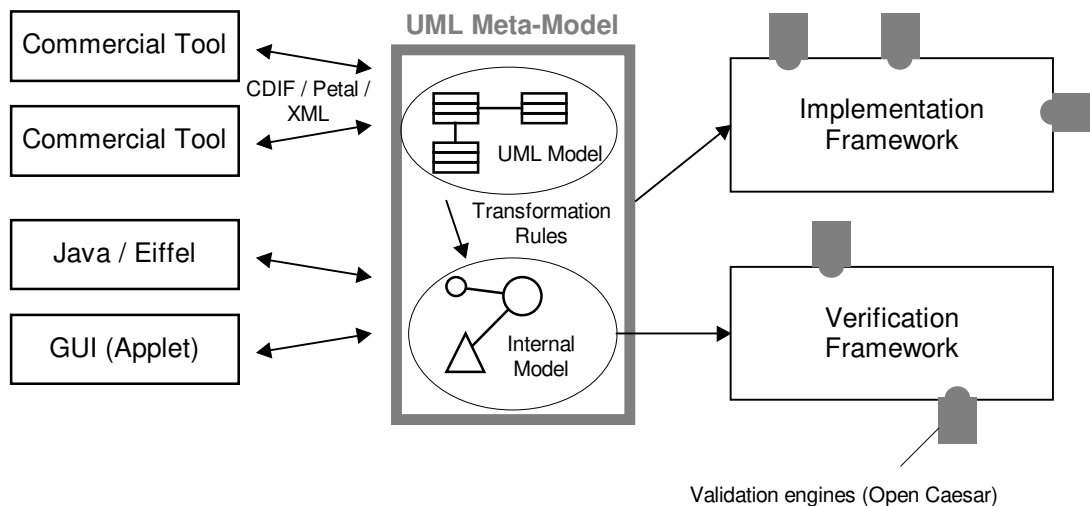 UML Meta-Model
Commercial Tool
CDIF / Petal /
XML
Commercial Tool
Java / Eiffel
GUI (Applet)
UML Model
Transformation
Rules
Internal
Model
Implementation
Framework
Verification
Framework
Validation engines (Open Caesar)